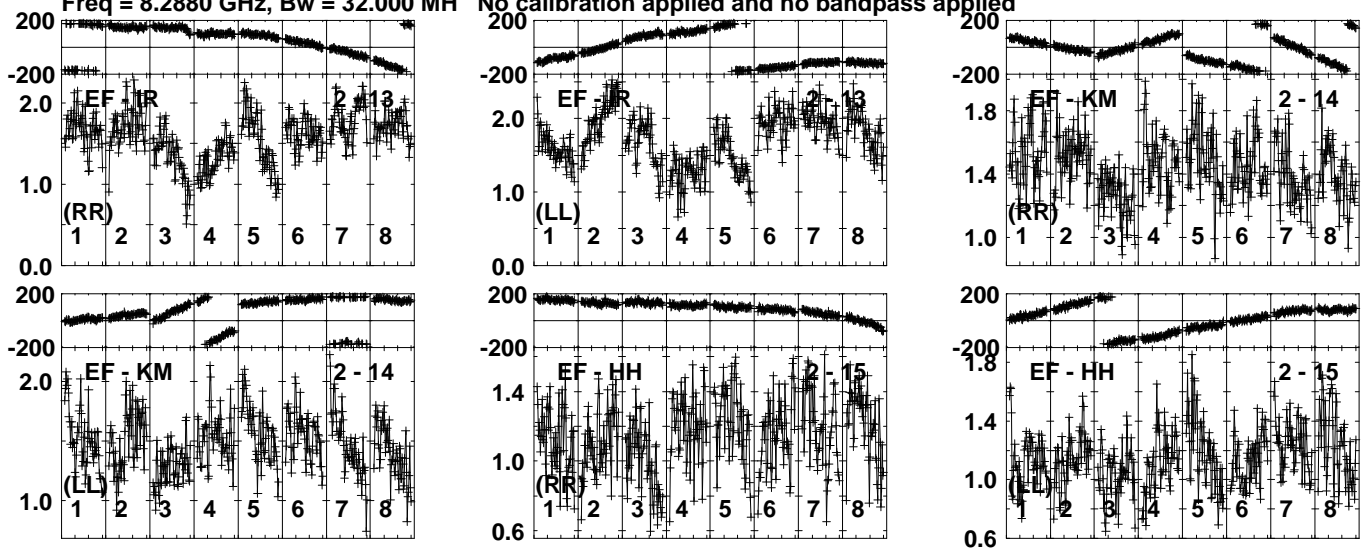 Freq = 8.2880 GHz, Bw = 32.000 MH No calibration applied and no bandpass applied
200
-200
2.0
1.0
0.0
EF - IR 2 - 13
(RR)
1 2 3 4 5 6 7 8
200
-200
2.0
1.0
0.0
EF - IR 2 - 13
(LL)
1 2 3 4 5 6 7 8
200
-200
1.8
1.4
1.0
EF - KM 2 - 14
(RR)
1 2 3 4 5 6 7 8
200
-200
2.0
1.0
EF - KM 2 - 14
(LL)
1 2 3 4 5 6 7 8
200
-200
1.4
1.0
0.6
EF - HH 2 - 15
(RR)
1 2 3 4 5 6 7 8
200
-200
1.8
1.4
1.0
0.6
EF - HH 2 - 15
(LL)
1 2 3 4 5 6 7 8